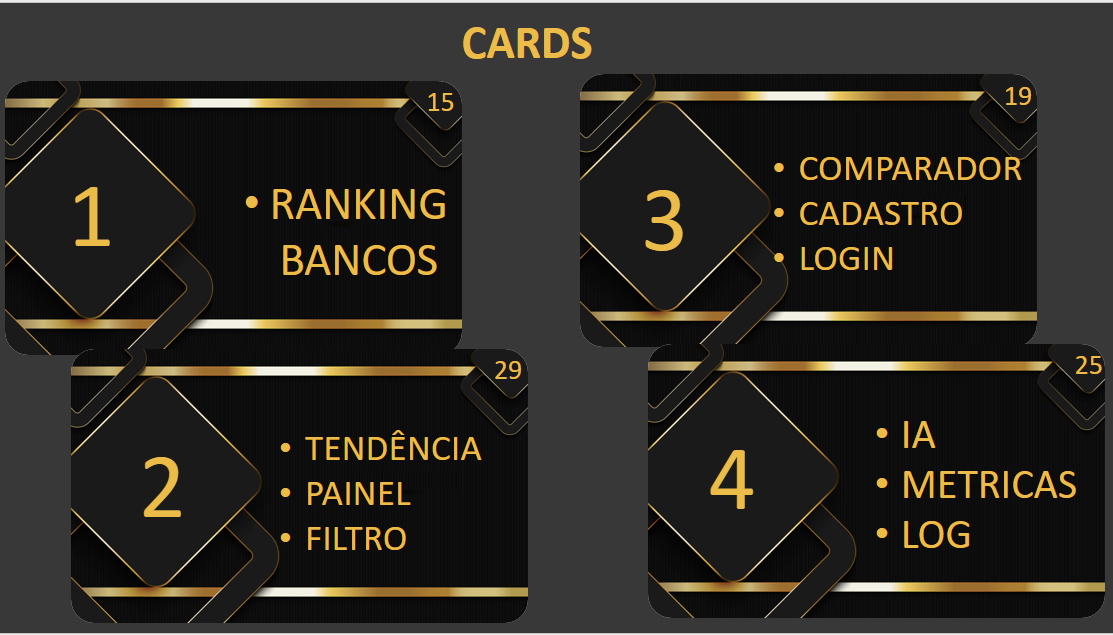 CARDS
15
1
• RANKING
BANCOS
29
2
• TENDÊNCIA
• PAINEL
• FILTRO
19
3
• COMPARADOR
• CADASTRO
• LOGIN
25
4
• IA
• METRICAS
• LOG